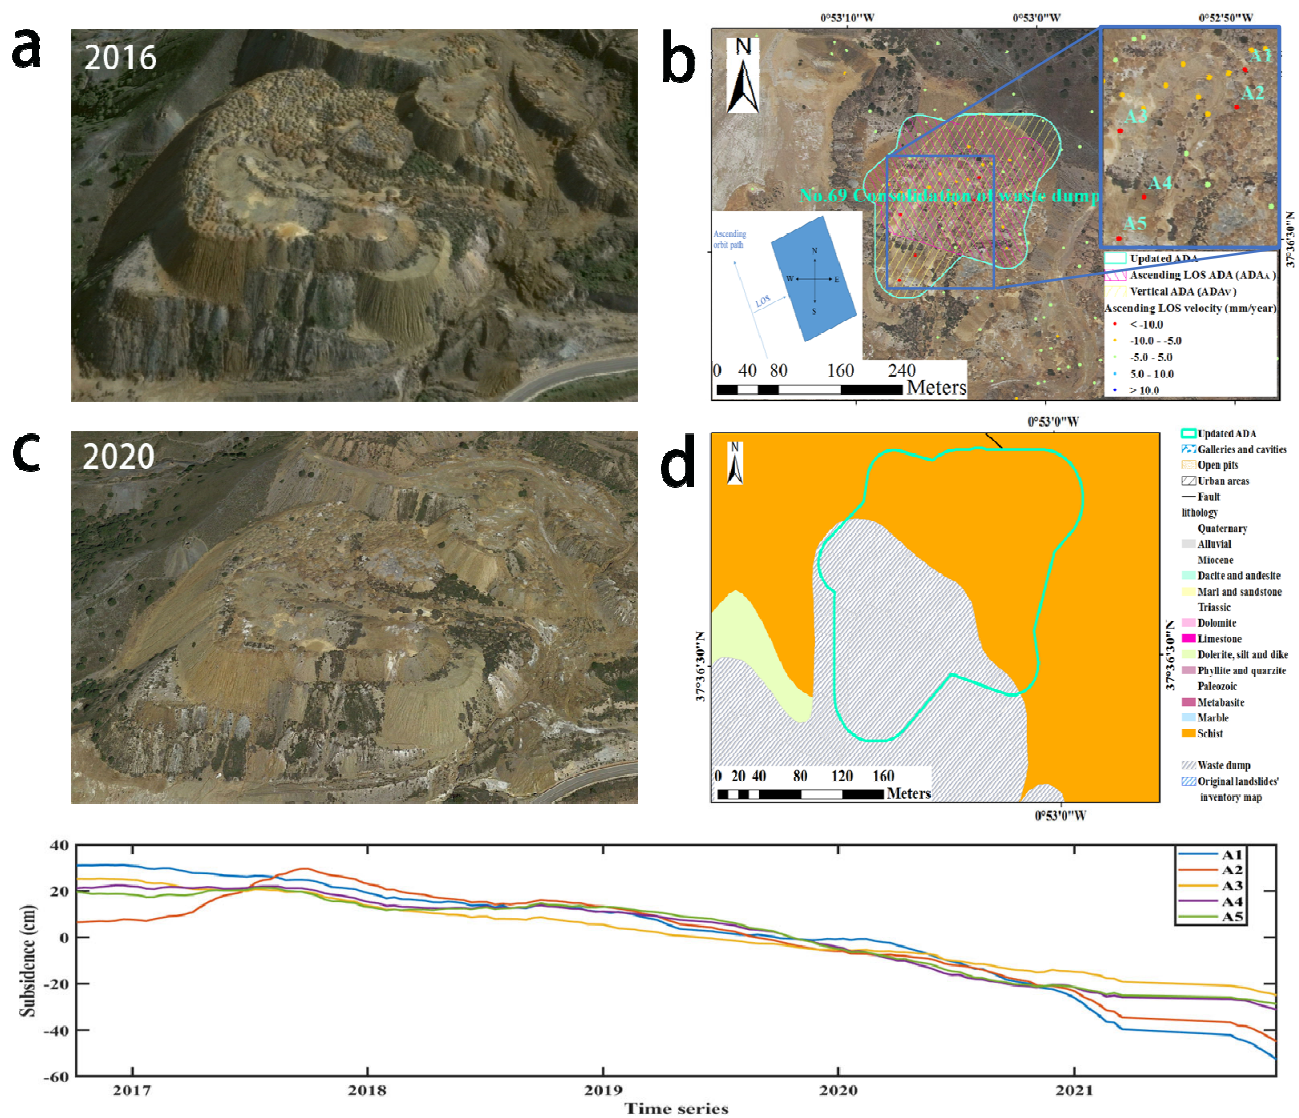 a
2016
b
0°53'10"W 0°53'0"W 0°52'50"W
N
A1
A2
A3
A4
A5
No.69 Consolidation of waste dump
Ascending
orbit path
LOS
N
W E
S
37°36'30"N
Updated ADA
Ascending LOS ADA (ADAA)
Vertical ADA (ADAV)
Ascending LOS velocity (mm/year)
< -10.0
-10.0 - -5.0
-5.0 - 5.0
5.0 - 10.0
> 10.0
0 40 80 160 240
Meters
c
2020
d
0°53'0"W
N
37°36'30"N
37°36'30"N
Updated ADA
Galleries and cavities
Open pits
Urban areas
Fault
lithology
Quaternary
Alluvial
Miocene
Dacite and andesite
Marl and sandstone
Triassic
Dolomite
Limestone
Dolerite, silt and dike
Phyllite and quarzite
Paleozoic
Metabasite
Marble
Schist
Waste dump
Original landslides'
inventory map
0 20 40 80 120 160
Meters
0°53'0"W
Subsidence (cm)
40
20
0
-20
-40
-60
A1
A2
A3
A4
A5
2017 2018 2019 2020 2021
Time series